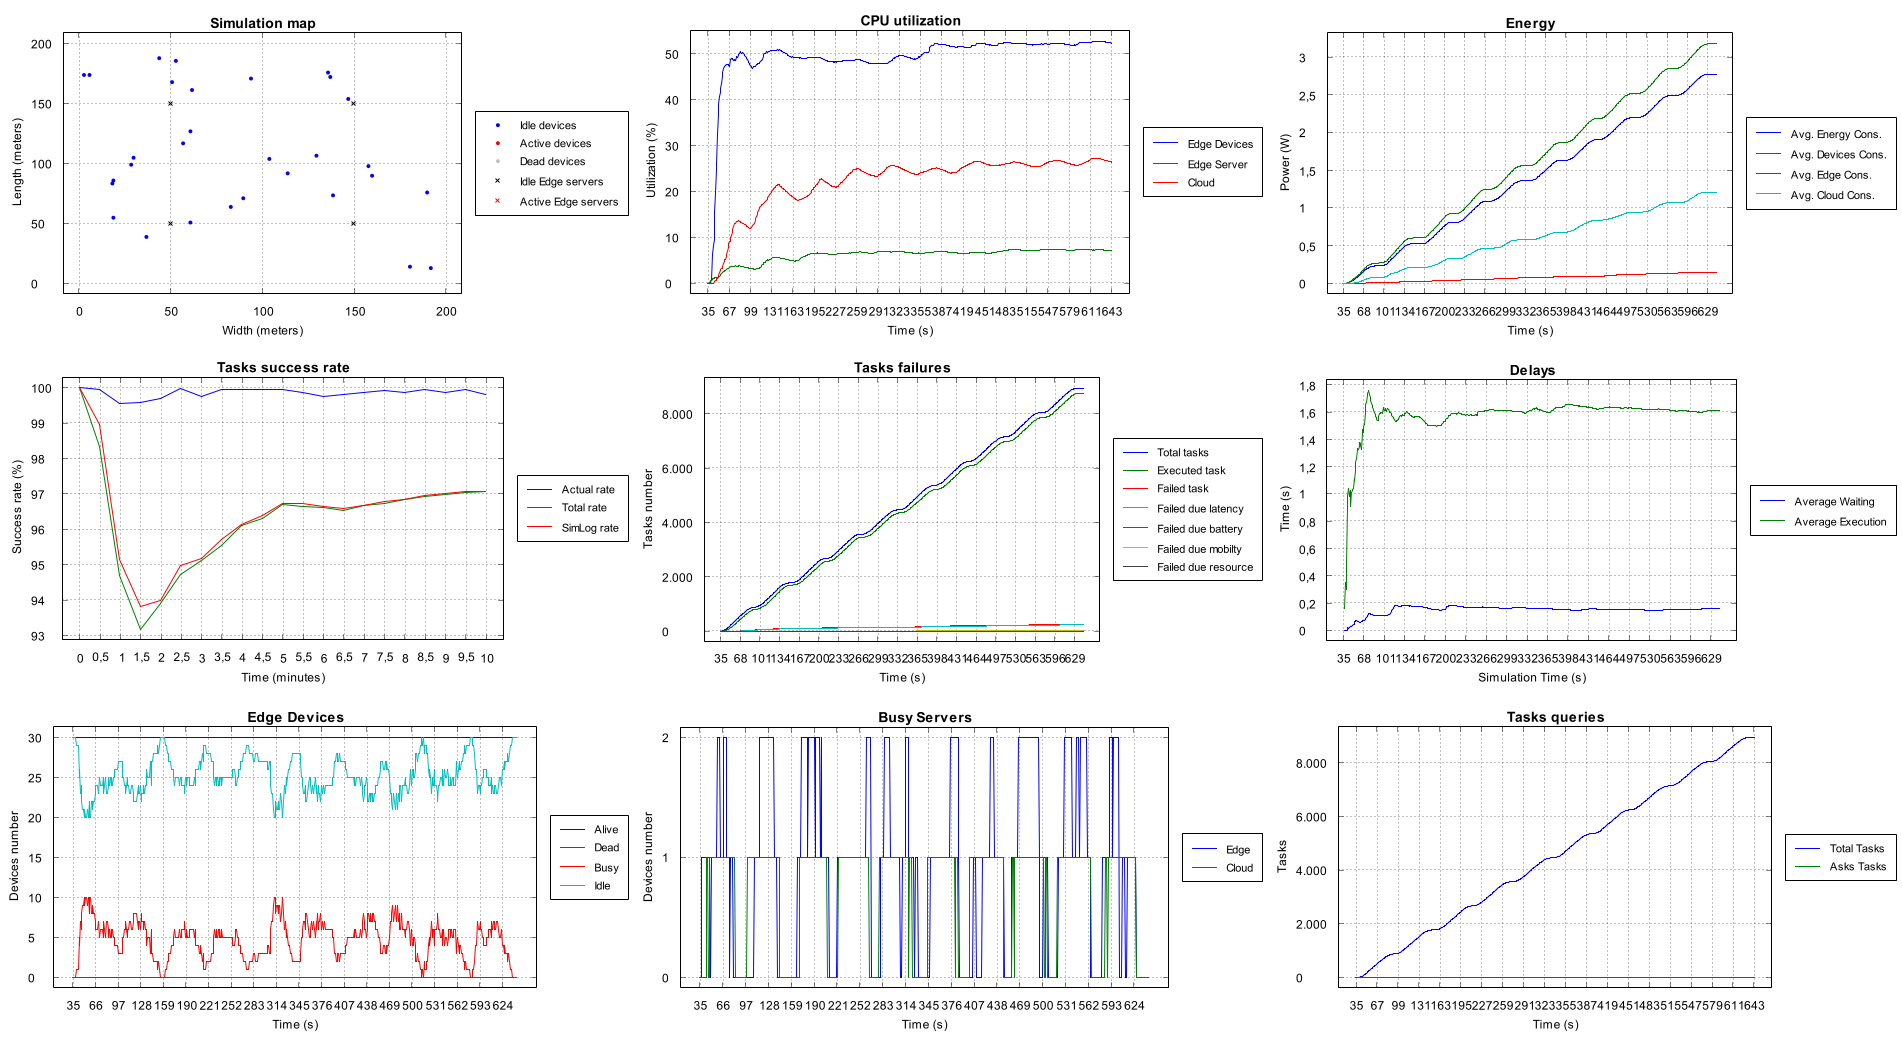 Simulation map
200
150
100
50
0
0 50 100 150 200
Length (meters)
Width (meters)
Idle devices
Active devices
Dead devices
Idle Edge servers
Active Edge servers
CPU utilization
50
40
30
20
10
0
Utilization (%)
Time (s)
Edge Devices
Edge Server
Cloud
Energy
3
2,5
2
1,5
1
0,5
0
Power (W)
Time (s)
Avg. Energy Cons.
Avg. Devices Cons.
Avg. Edge Cons.
Avg. Cloud Cons.
Tasks success rate
100
99
98
97
96
95
94
93
0 0,5 1 1,5 2 2,5 3 3,5 4 4,5 5 5,5 6 6,5 7 7,5 8 8,5 9 9,5 10
Success rate (%)
Time (minutes)
Actual rate
Total rate
SimLog rate
Tasks failures
8.000
6.000
4.000
2.000
0
Tasks number
Time (s)
Total tasks
Executed task
Failed task
Failed due latency
Failed due battery
Failed due mobilty
Failed due resource
Delays
1,8
1,6
1,4
1,2
1
0,8
0,6
0,4
0,2
0
Time (s)
Simulation Time (s)
Average Waiting
Average Execution
Edge Devices
30
25
20
15
10
5
0
35 66 97 128 159 190 221 252 283 314 345 376 407 438 469 500 531 562 593 624
Devices number
Time (s)
Alive
Dead
Busy
Idle
Busy Servers
2
1
0
35 66 97 128 159 190 221 252 283 314 345 376 407 438 469 500 531 562 593 624
Devices number
Time (s)
Edge
Cloud
Tasks queries
8.000
6.000
4.000
2.000
0
Tasks
Time (s)
Total Tasks
Asks Tasks